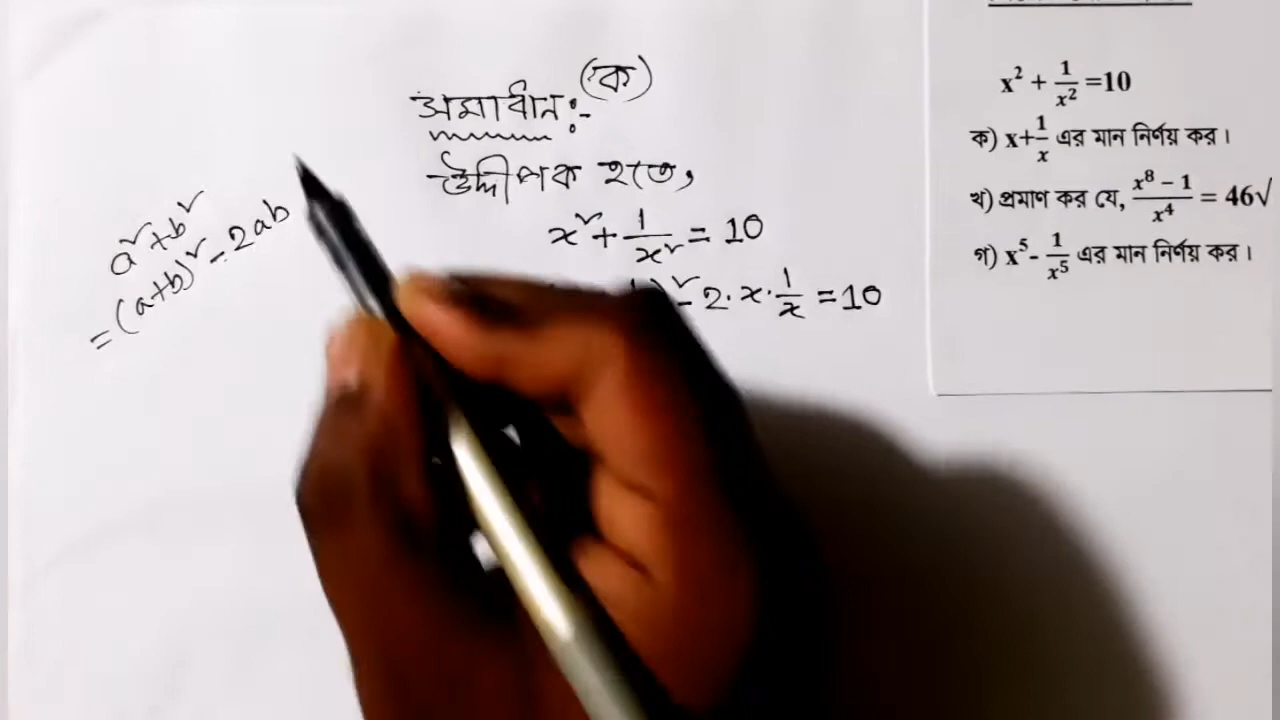 সমাধান:- (ক)
উদ্দীপক হতে,
x² + 1/x² = 10
- 2·x·1/x = 10
a² + b²
= (a+b)² - 2ab
x² + 1/x² =10
ক) x+1/x এর মান নির্ণয় কর।
খ) প্রমাণ কর যে, (x⁸ − 1)/x⁴ = 46√
গ) x⁵ - 1/x⁵ এর মান নির্ণয় কর।